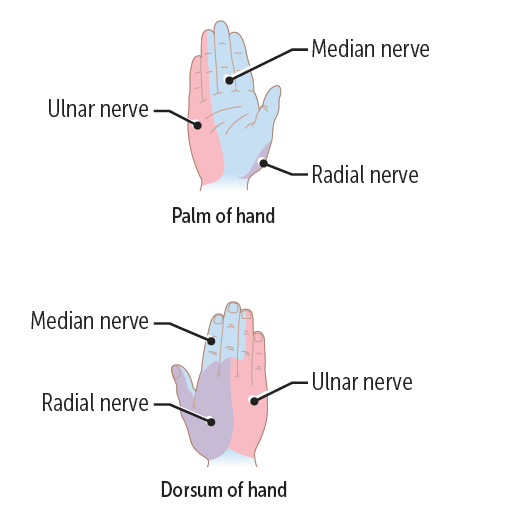 Median nerve
Ulnar nerve
Radial nerve
Palm of hand
Median nerve
Ulnar nerve
Radial nerve
Dorsum of hand